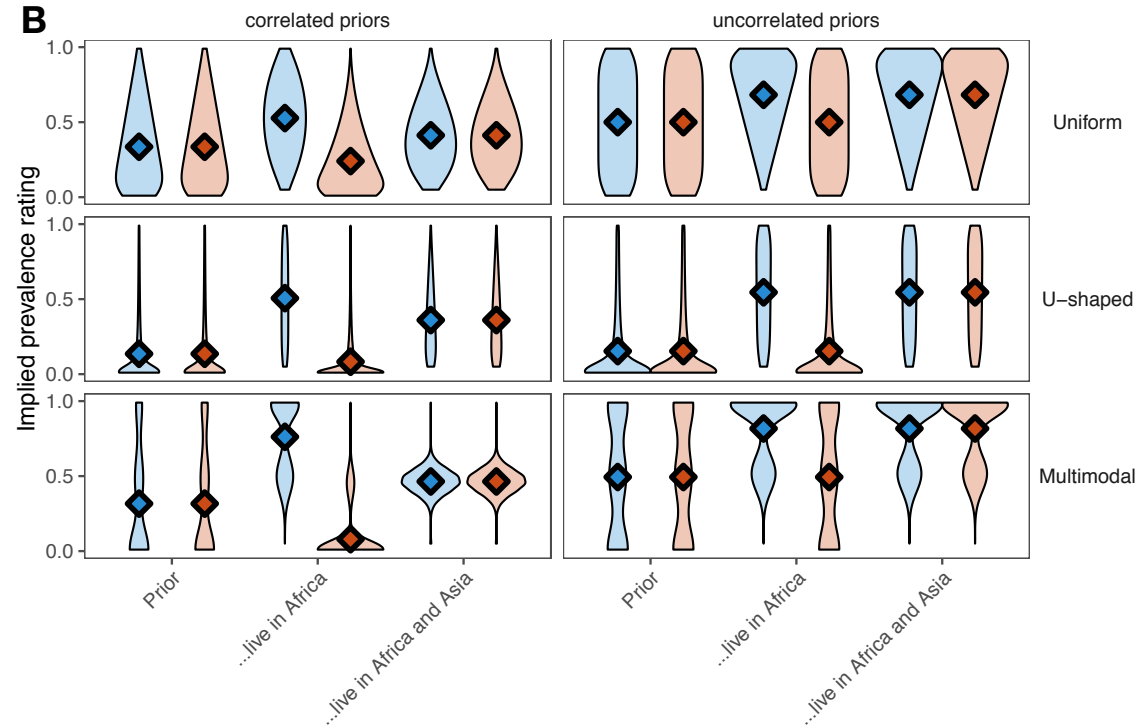 B
correlated priors
uncorrelated priors
Implied prevalence rating
1.0
0.5
0.0
Uniform
1.0
0.5
0.0
U−shaped
1.0
0.5
0.0
Multimodal
Prior
...live in Africa
...live in Africa and Asia
Prior
...live in Africa
...live in Africa and Asia